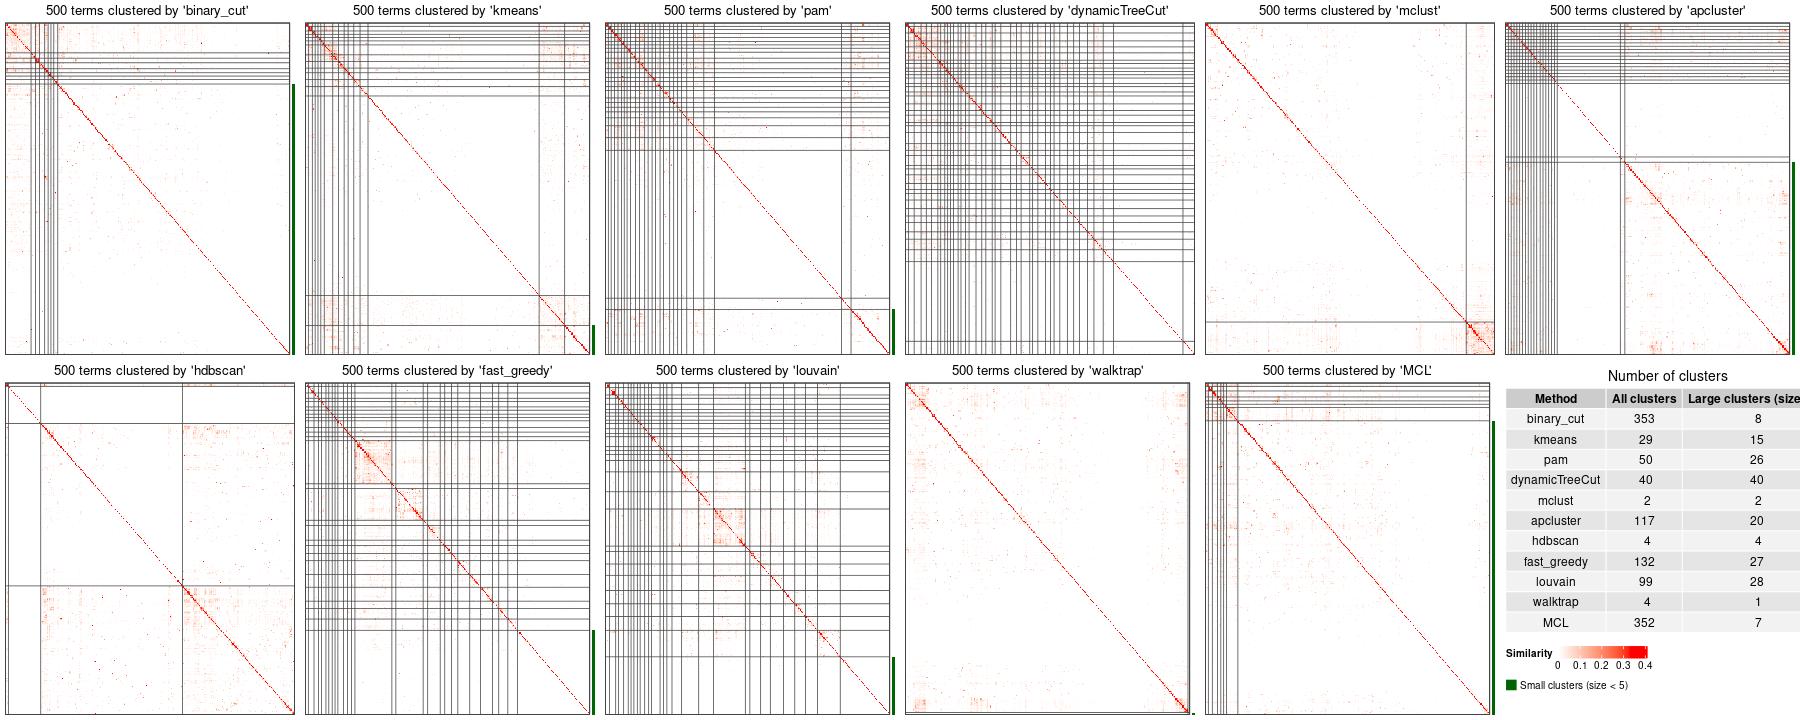 500 terms clustered by 'binary_cut'
500 terms clustered by 'kmeans'
500 terms clustered by 'pam'
500 terms clustered by 'dynamicTreeCut'
500 terms clustered by 'mclust'
500 terms clustered by 'apcluster'
500 terms clustered by 'hdbscan'
500 terms clustered by 'fast_greedy'
500 terms clustered by 'louvain'
500 terms clustered by 'walktrap'
500 terms clustered by 'MCL'
Number of clusters
Method All clusters Large clusters (size
binary_cut 353 8
kmeans 29 15
pam 50 26
dynamicTreeCut 40 40
mclust 2 2
apcluster 117 20
hdbscan 4 4
fast_greedy 132 27
louvain 99 28
walktrap 4 1
MCL 352 7
Similarity
0 0.1 0.2 0.3 0.4
Small clusters (size < 5)